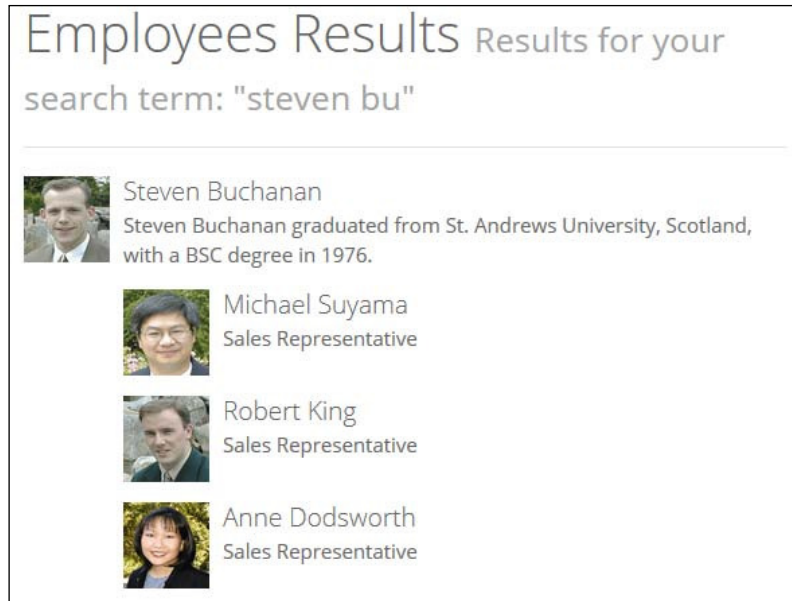 Employees Results Results for your
search term: "steven bu"
Steven Buchanan
Steven Buchanan graduated from St. Andrews University, Scotland,
with a BSC degree in 1976.
Michael Suyama
Sales Representative
Robert King
Sales Representative
Anne Dodsworth
Sales Representative